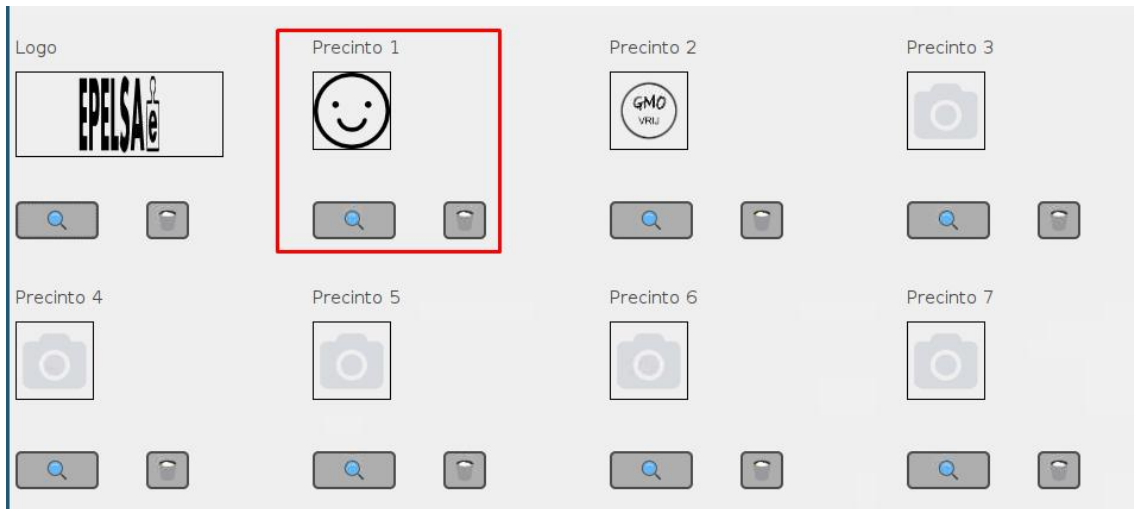 Logo
Precinto 1
Precinto 2
Precinto 3
EPELSA e
GMO
VRIJ
Precinto 4
Precinto 5
Precinto 6
Precinto 7